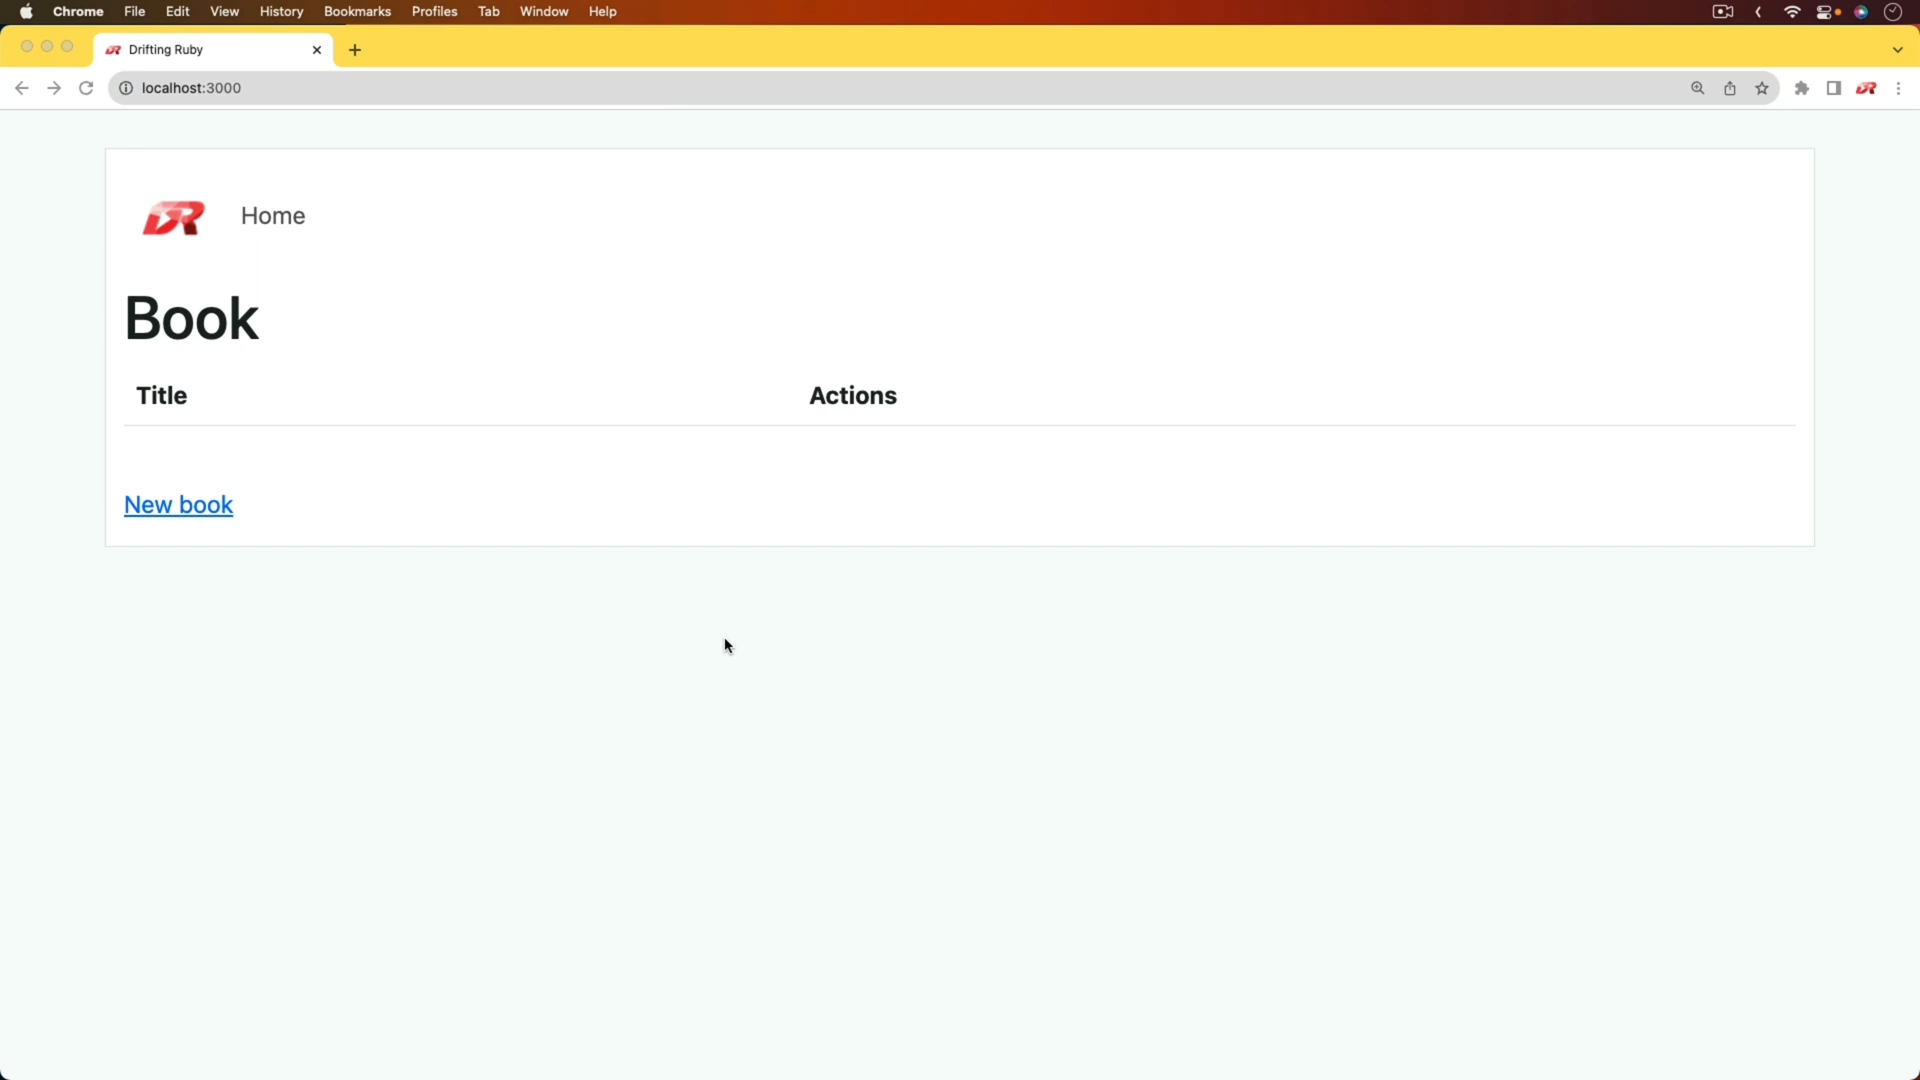 Chrome File Edit View History Bookmarks Profiles Tab Window Help
Drifting Ruby
localhost:3000
DR Home
Book
Title Actions
New book